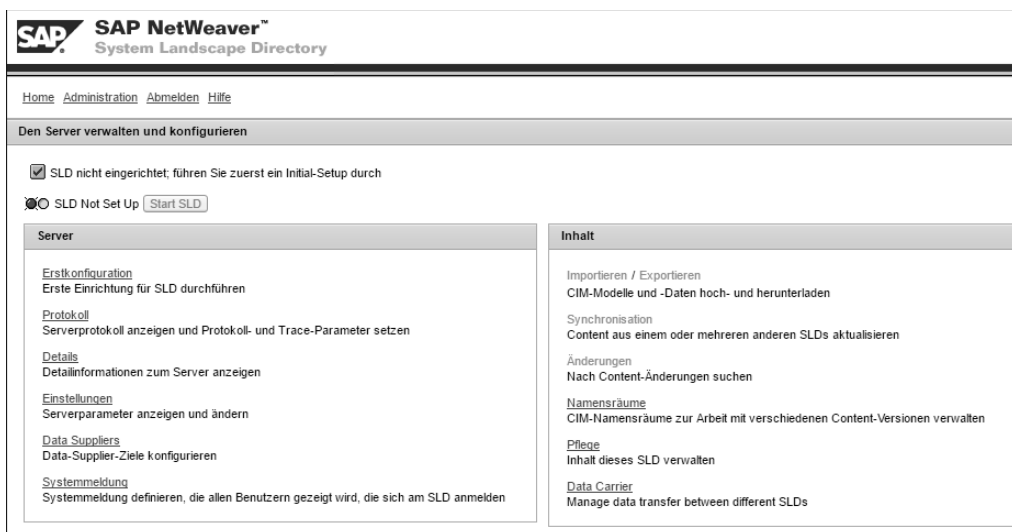 SAP
SAP NetWeaver™
System Landscape Directory
Home Administration Abmelden Hilfe
Den Server verwalten und konfigurieren
SLD nicht eingerichtet; führen Sie zuerst ein Initial-Setup durch
SLD Not Set Up Start SLD
Server
Erstkonfiguration
Erste Einrichtung für SLD durchführen
Protokoll
Serverprotokoll anzeigen und Protokoll- und Trace-Parameter setzen
Details
Detailinformationen zum Server anzeigen
Einstellungen
Serverparameter anzeigen und ändern
Data Suppliers
Data-Supplier-Ziele konfigurieren
Systemmeldung
Systemmeldung definieren, die allen Benutzern gezeigt wird, die sich am SLD anmelden
Inhalt
Importieren / Exportieren
CIM-Modelle und -Daten hoch- und herunterladen
Synchronisation
Content aus einem oder mehreren anderen SLDs aktualisieren
Änderungen
Nach Content-Änderungen suchen
Namensräume
CIM-Namensräume zur Arbeit mit verschiedenen Content-Versionen verwalten
Pflege
Inhalt dieses SLD verwalten
Data Carrier
Manage data transfer between different SLDs